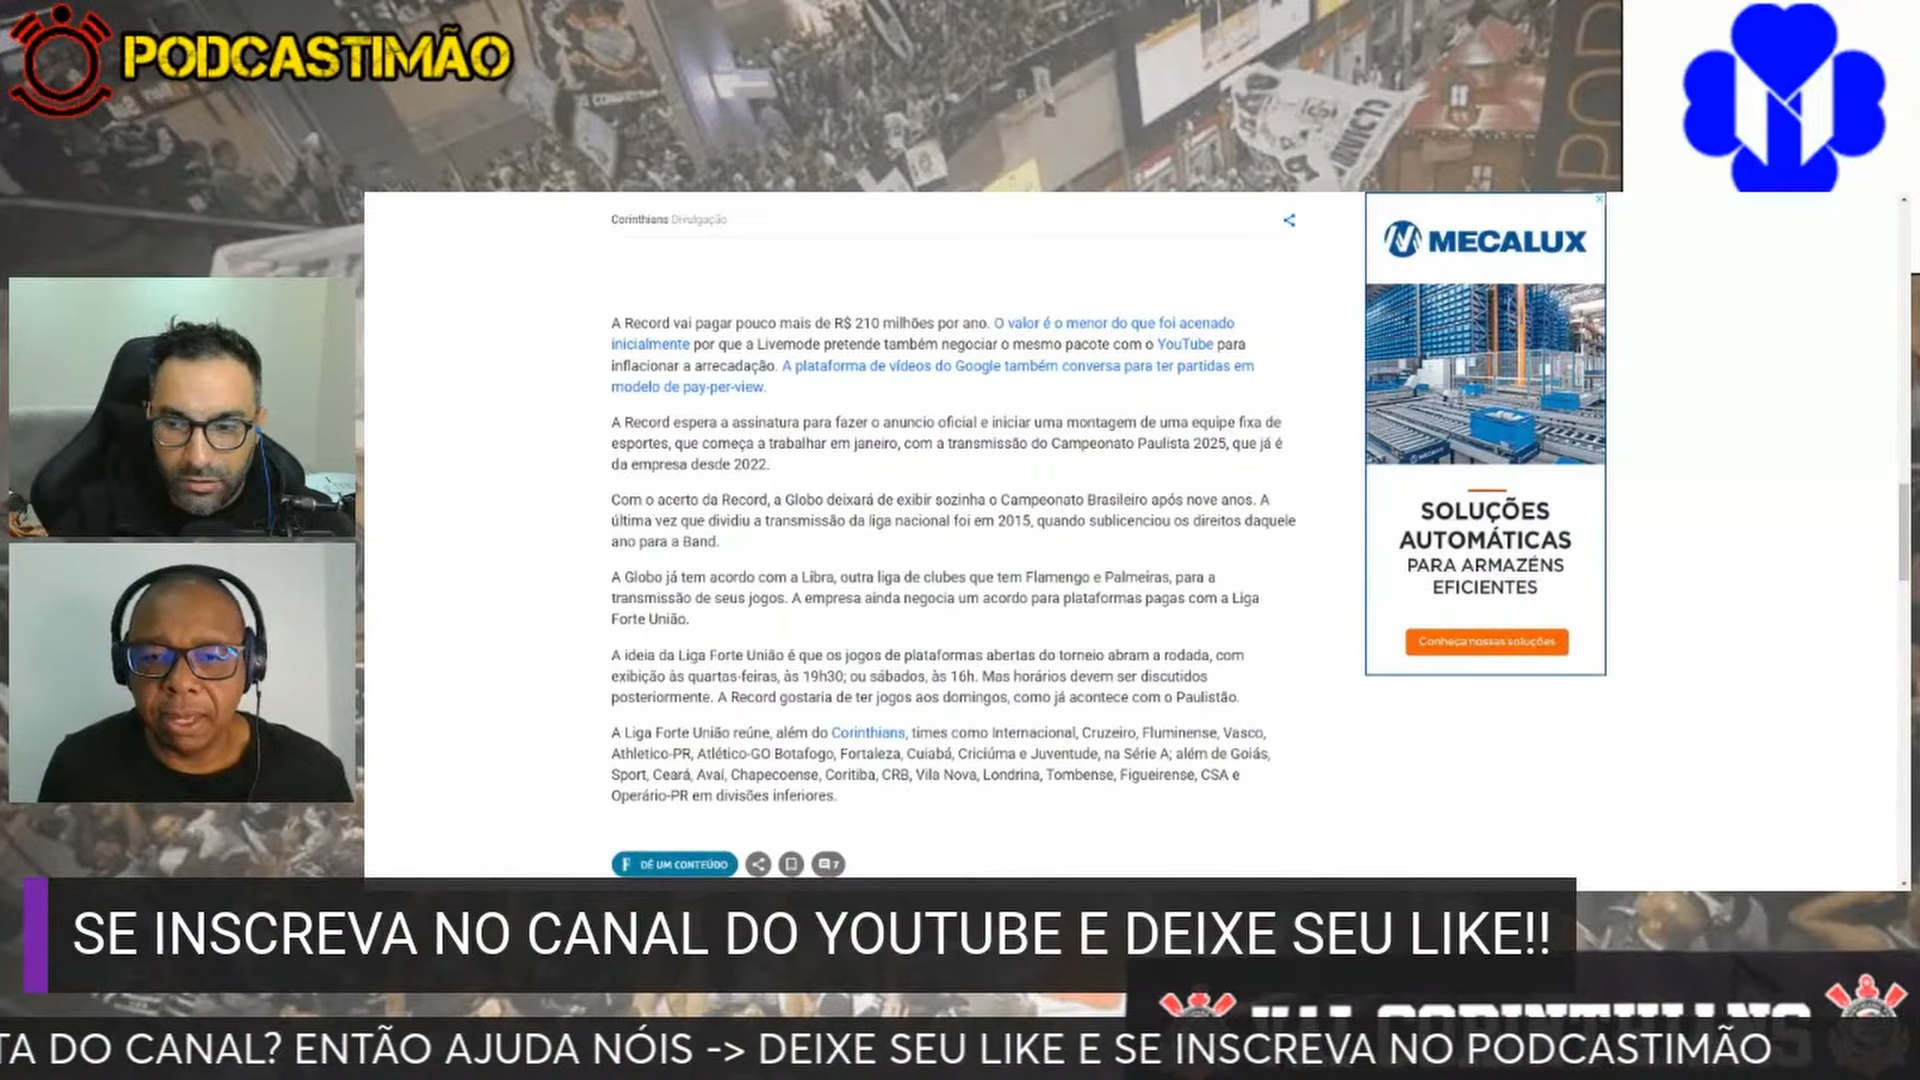 PODCASTIMÃO
Corinthians Divulgação
A Record vai pagar pouco mais de R$ 210 milhões por ano. O valor é o menor do que foi acenado
inicialmente por que a Livemode pretende também negociar o mesmo pacote com o YouTube para
inflacionar a arrecadação. A plataforma de vídeos do Google também conversa para ter partidas em
modelo de pay-per-view.
A Record espera a assinatura para fazer o anuncio oficial e iniciar uma montagem de uma equipe fixa de
esportes, que começa a trabalhar em janeiro, com a transmissão do Campeonato Paulista 2025, que já é
da empresa desde 2022.
Com o acerto da Record, a Globo deixará de exibir sozinha o Campeonato Brasileiro após nove anos. A
última vez que dividiu a transmissão da liga nacional foi em 2015, quando sublicenciou os direitos daquele
ano para a Band.
A Globo já tem acordo com a Libra, outra liga de clubes que tem Flamengo e Palmeiras, para a
transmissão de seus jogos. A empresa ainda negocia um acordo para plataformas pagas com a Liga
Forte União.
A ideia da Liga Forte União é que os jogos de plataformas abertas do torneio abram a rodada, com
exibição às quartas-feiras, às 19h30; ou sábados, às 16h. Mas horários devem ser discutidos
posteriormente. A Record gostaria de ter jogos aos domingos, como já acontece com o Paulistão.
A Liga Forte União reúne, além do Corinthians, times como Internacional, Cruzeiro, Fluminense, Vasco,
Athletico-PR, Atlético-GO Botafogo, Fortaleza, Cuiabá, Criciúma e Juventude, na Série A; além de Goiás,
Sport, Ceará, Avaí, Chapecoense, Coritiba, CRB, Vila Nova, Londrina, Tombense, Figueirense, CSA e
Operário-PR em divisões inferiores.
F DÊ UM CONTEÚDO
7
MECALUX
SOLUÇÕES
AUTOMÁTICAS
PARA ARMAZÉNS
EFICIENTES
Conheça nossas soluções
SE INSCREVA NO CANAL DO YOUTUBE E DEIXE SEU LIKE!!
VAI CORINTHIANS
TA DO CANAL? ENTÃO AJUDA NÓIS -> DEIXE SEU LIKE E SE INSCREVA NO PODCASTIMÃO